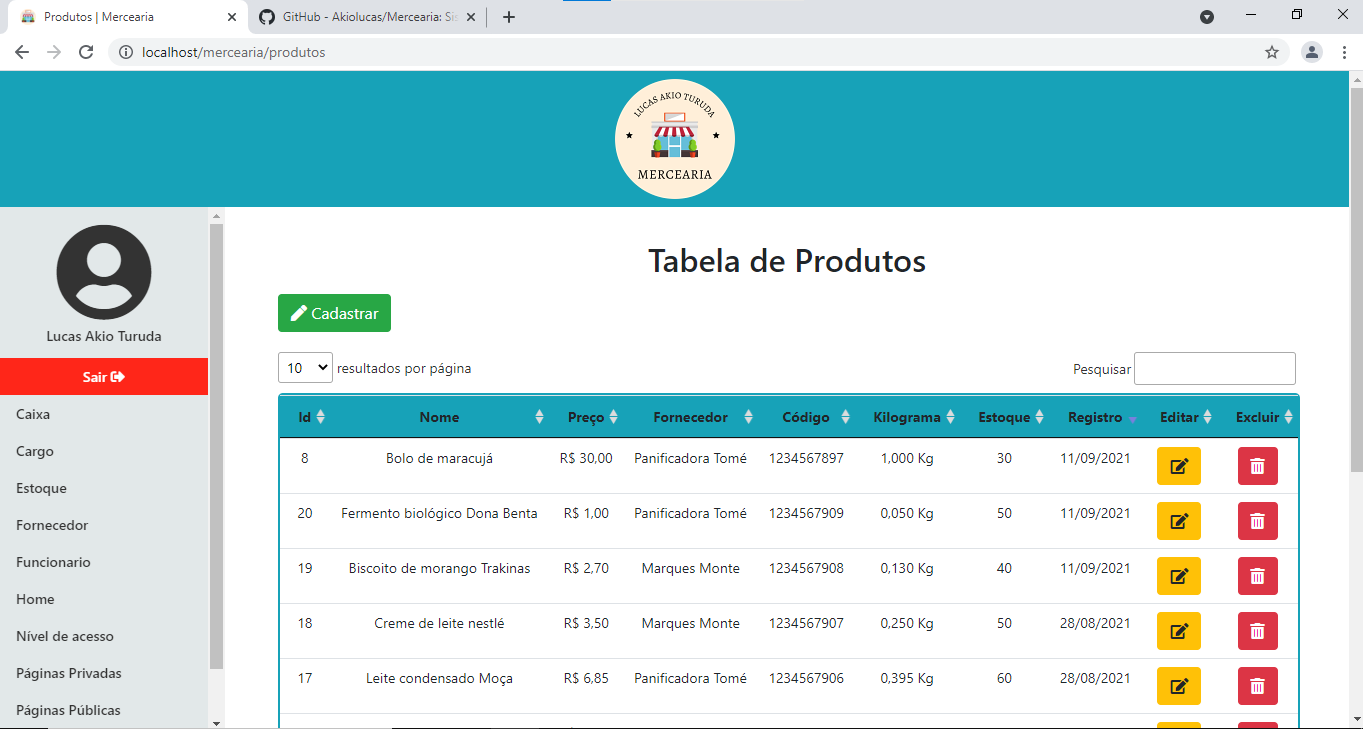 Produtos | Mercearia
GitHub - Akiolucas/Mercearia: Sis
localhost/mercearia/produtos
LUCAS AKIO TURUDA
MERCEARIA
Lucas Akio Turuda
Sair
Caixa
Cargo
Estoque
Fornecedor
Funcionario
Home
Nível de acesso
Páginas Privadas
Páginas Públicas
Tabela de Produtos
Cadastrar
10 resultados por página
Pesquisar
Id Nome Preço Fornecedor Código Kilograma Estoque Registro Editar Excluir
8 Bolo de maracujá R$ 30,00 Panificadora Tomé 1234567897 1,000 Kg 30 11/09/2021
20 Fermento biológico Dona Benta R$ 1,00 Panificadora Tomé 1234567909 0,050 Kg 50 11/09/2021
19 Biscoito de morango Trakinas R$ 2,70 Marques Monte 1234567908 0,130 Kg 40 11/09/2021
18 Creme de leite nestlé R$ 3,50 Marques Monte 1234567907 0,250 Kg 50 28/08/2021
17 Leite condensado Moça R$ 6,85 Panificadora Tomé 1234567906 0,395 Kg 60 28/08/2021